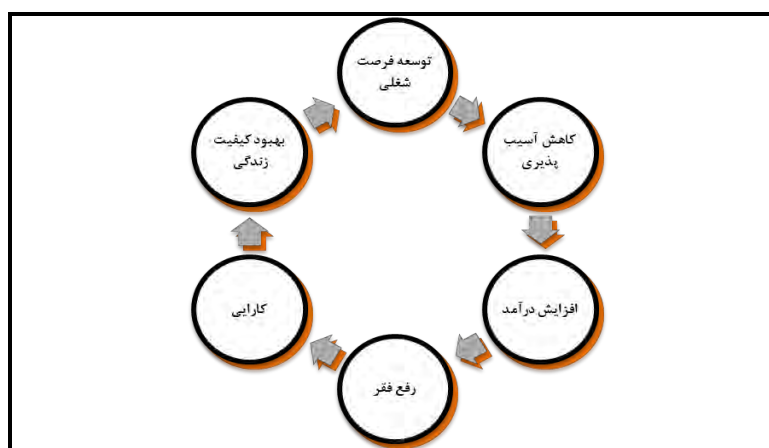 توسعه فرصت
شغلی
کاهش آسیب
پذیری
افزایش درآمد
رفع فقر
کارایی
بهبود کیفیت
زندگی